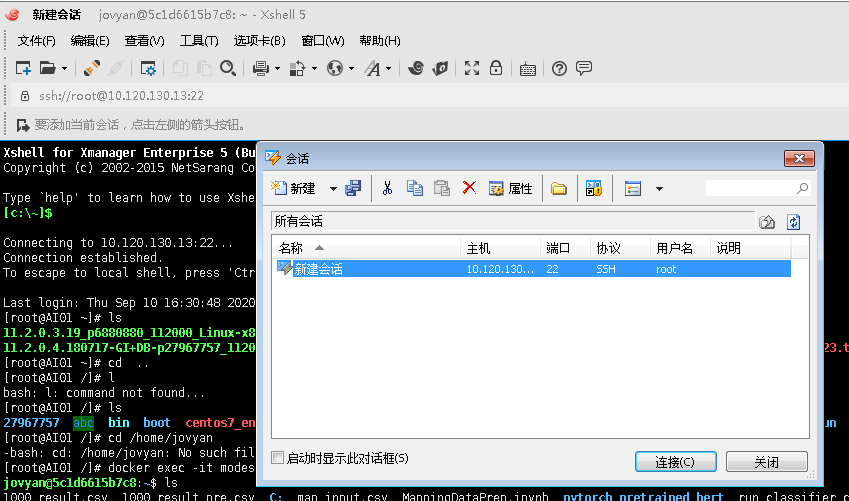 新建会话 jovyan@5c1d6615b7c8: ~ - Xshell 5
文件(F) 编辑(E) 查看(V) 工具(T) 选项卡(B) 窗口(W) 帮助(H)
ssh://root@10.120.130.13:22
要添加当前会话，点击左侧的箭头按钮。
Xshell for Xmanager Enterprise 5 (Bu
Copyright (c) 2002-2015 NetSarang Co
Type `help' to learn how to use Xshe
[c:\~]$
Connecting to 10.120.130.13:22...
Connection established.
To escape to local shell, press 'Ctr
Last login: Thu Sep 10 16:30:48 2020
[root@AI01 ~]# ls
11.2.0.3.19_p6880880_112000_Linux-x8
11.2.0.4.180717-GI+DB-p27967757_1120
23.t
[root@AI01 ~]# cd ..
[root@AI01 /]# l
bash: l: command not found...
[root@AI01 /]# ls
27967757 abc bin boot centos7_en
un
[root@AI01 /]# cd /home/jovyan
-bash: cd: /home/jovyan: No such fil
[root@AI01 /]# docker exec -it modes
jovyan@5c1d6615b7c8:~$ ls
1000_result.csv 1000_result_pre.csv C: map_input.csv MappingDataPrep.ipynb pytorch_pretrained_bert run_classifier
会话
新建 属性
所有会话
名称 主机 端口 协议 用户名 说明
新建会话 10.120.130... 22 SSH root
启动时显示此对话框(S)
连接(C) 关闭